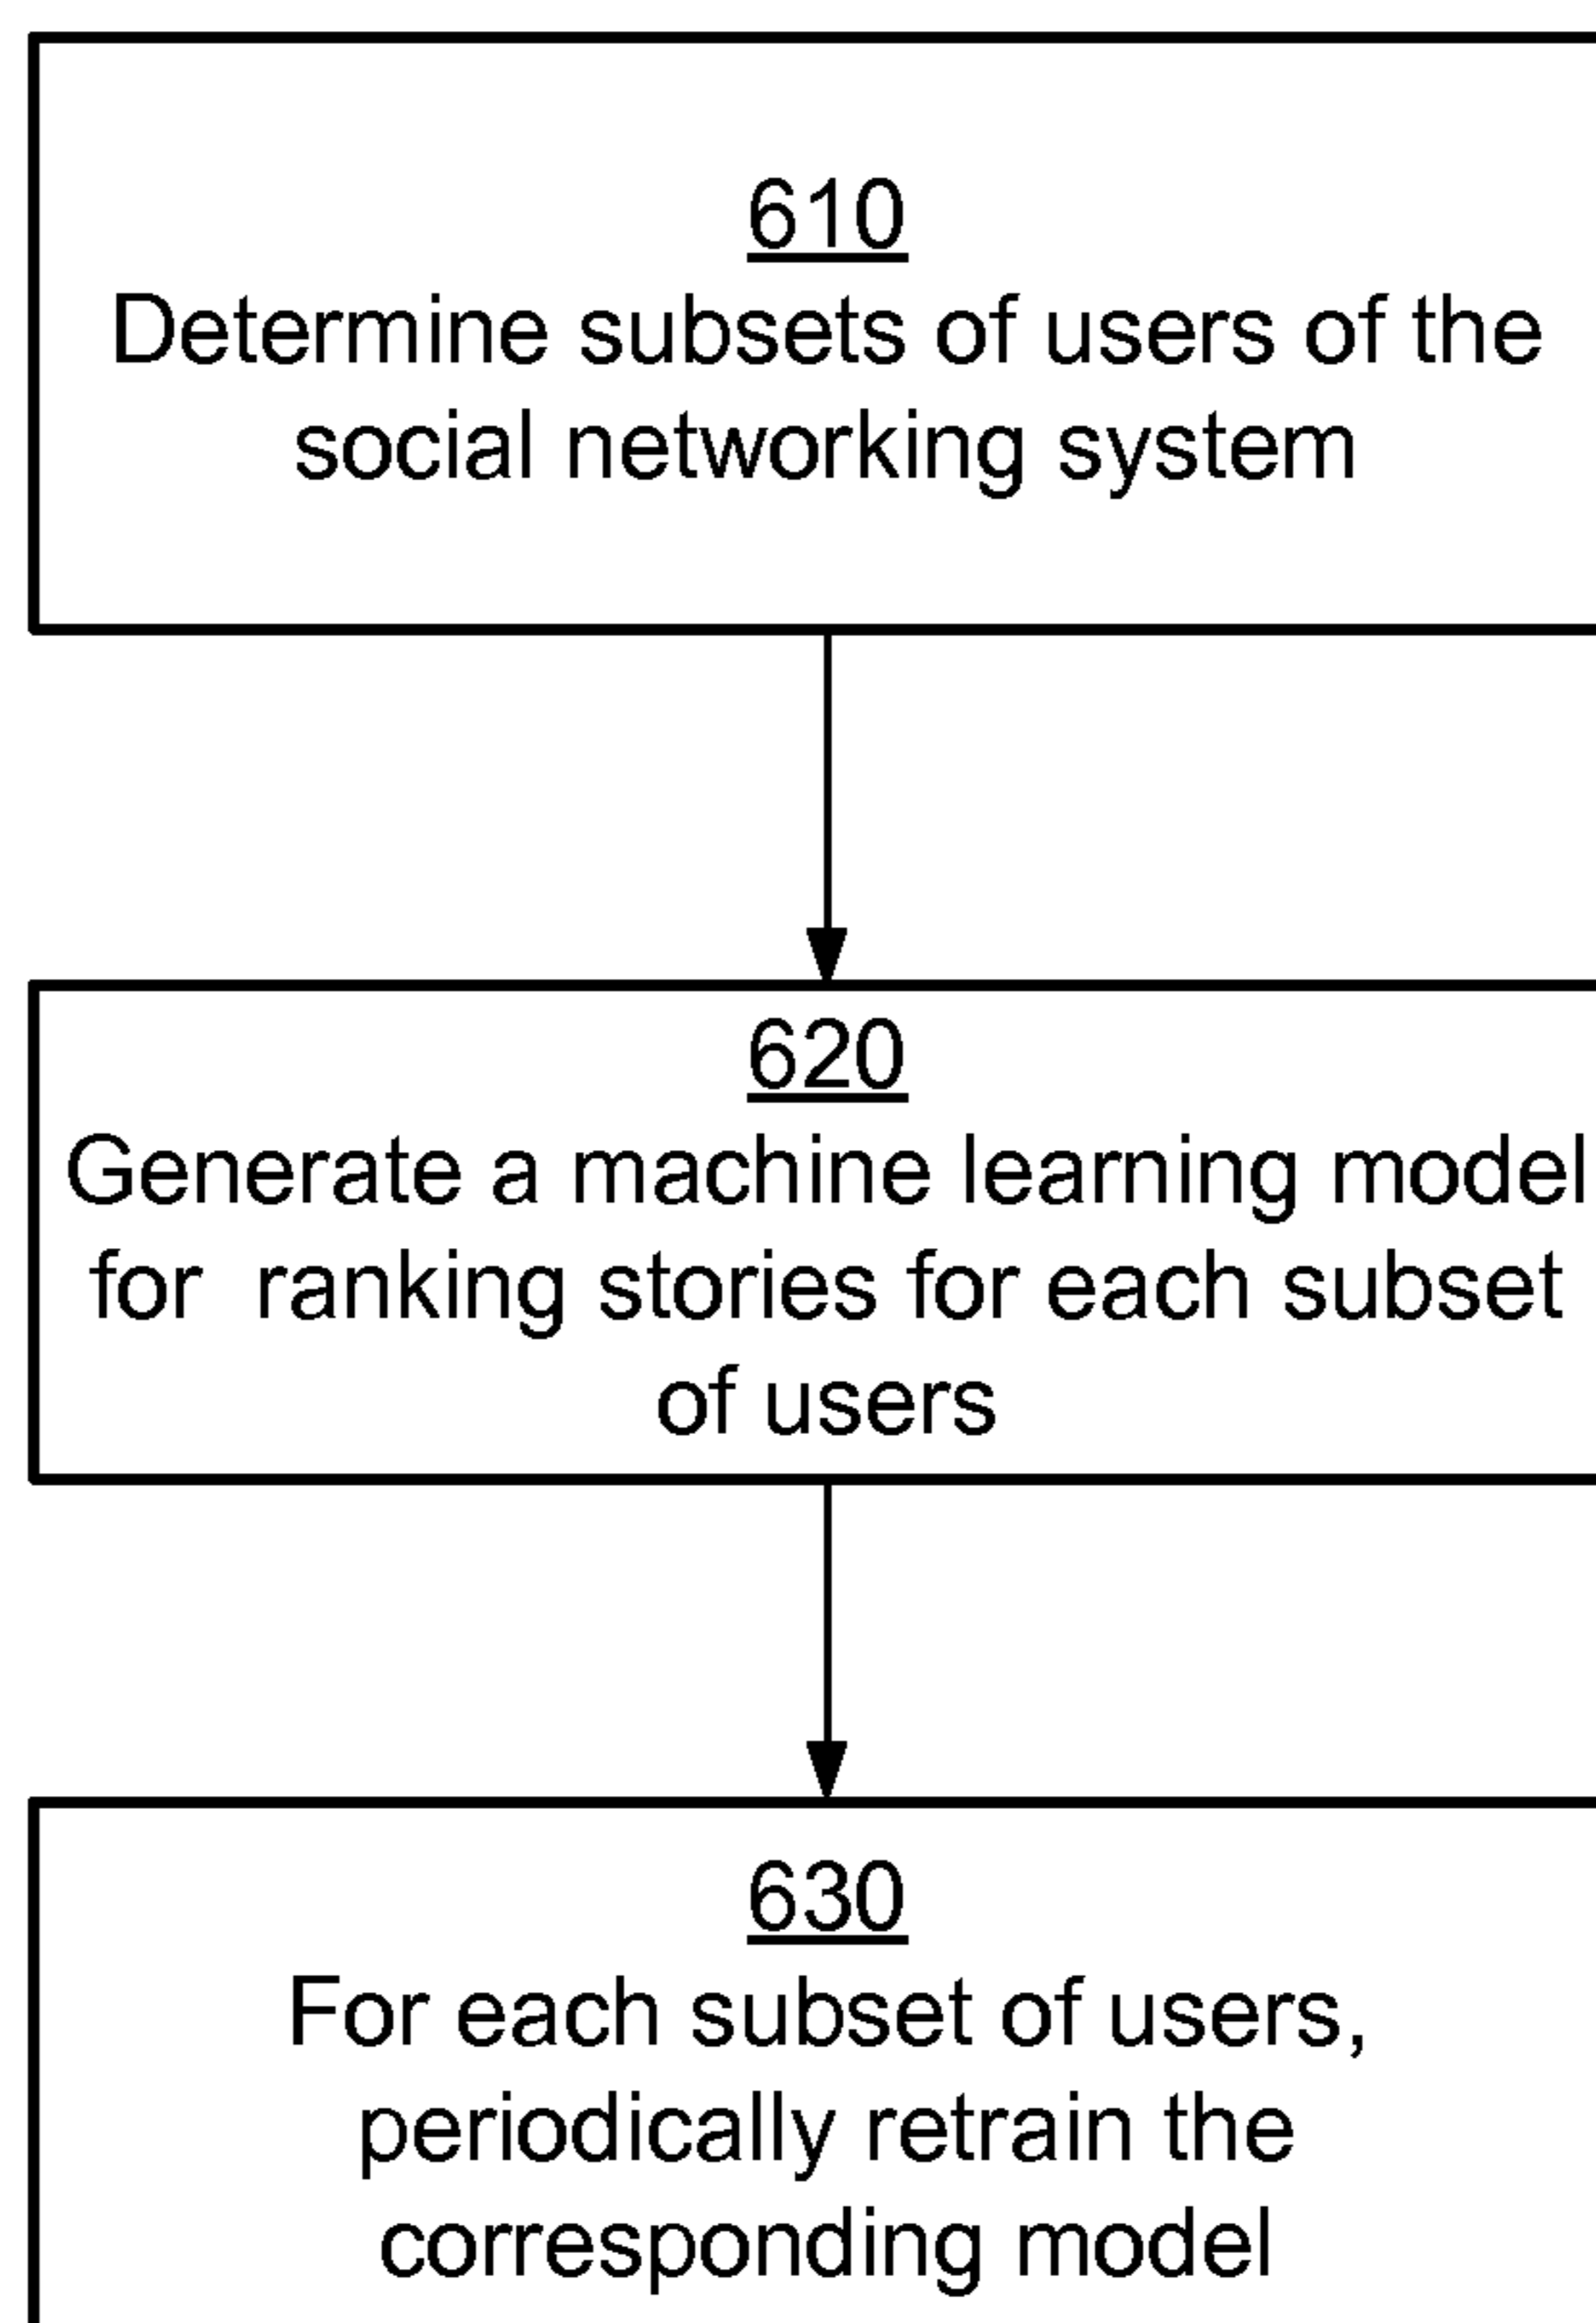 610
Determine subsets of users of the
social networking system
620
Generate a machine learning model
for ranking stories for each subset
of users
630
For each subset of users,
periodically retrain the
corresponding model